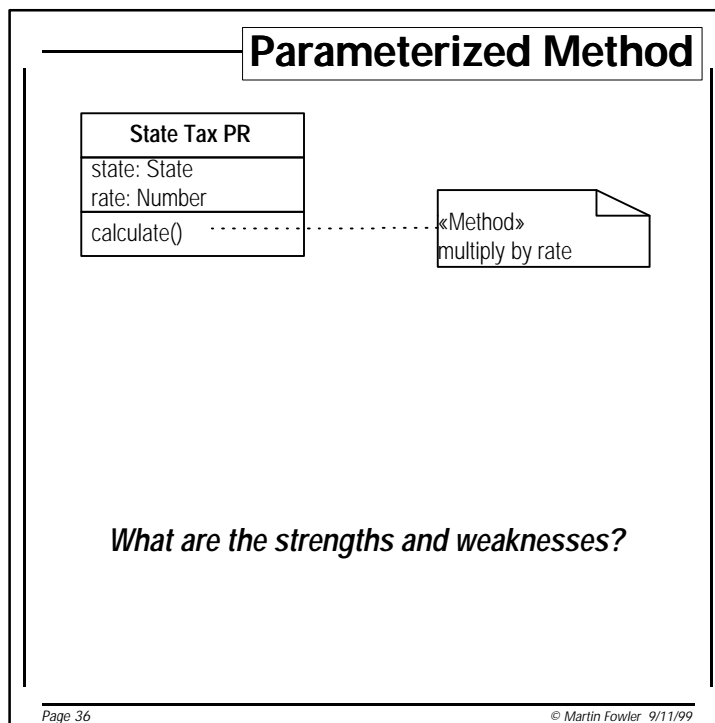 Parameterized Method
State Tax PR
state: State
rate: Number
calculate()
«Method»
multiply by rate
What are the strengths and weaknesses?
Page 36
© Martin Fowler 9/11/99